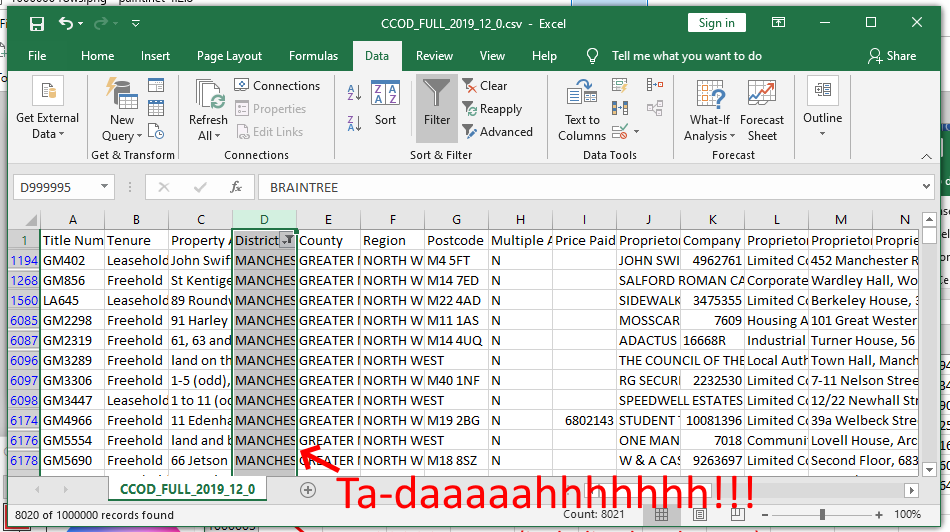 CCOD_FULL_2019_12_0.csv - Excel
Sign in
File Home Insert Page Layout Formulas Data Review View Help Tell me what you want to do Share
Get External Data
New Query
Refresh All
Connections
Properties
Edit Links
Sort
Filter
Clear
Reapply
Advanced
Text to Columns
What-If Analysis
Forecast Sheet
Outline
Get & Transform Connections Sort & Filter Data Tools Forecast
D999995 fx BRAINTREE
A B C D E F G H I J K L M N
1 Title Num Tenure Property A District County Region Postcode Multiple A Price Paid Proprietor Company Proprietor Proprietor Proprie
1194 GM402 Leasehold John Swif MANCHES GREATER M NORTH W M4 5FT N JOHN SWI 4962761 Limited Co 452 Manchester R
1268 GM856 Freehold St Kentige MANCHES GREATER M NORTH W M14 7ED N SALFORD ROMAN CA Corporate Wardley Hall, Wo
1560 LA645 Leasehold 89 Roundw MANCHES GREATER M NORTH W M22 4AD N SIDEWALK 3475355 Limited Co Berkeley House, 3
6085 GM2298 Freehold 91 Harley MANCHES GREATER M NORTH W M11 1AS N MOSSCAR 7609 Housing A 101 Great Wester
6087 GM2319 Freehold 61, 63 and MANCHES GREATER M NORTH W M14 4UQ N ADACTUS 16668R Industrial Turner House, 56
6096 GM3289 Freehold land on th MANCHES GREATER M NORTH WEST N THE COUNCIL OF THE Local Auth Town Hall, Manch
6097 GM3306 Freehold 1-5 (odd), MANCHES GREATER M NORTH W M40 1NF N RG SECURI 2232530 Limited Co 7-11 Nelson Stree
6098 GM3447 Leasehold 1 to 11 (od MANCHES GREATER M NORTH WEST N SPEEDWELL ESTATES Limited Co 12/22 Newhall Str
6174 GM4966 Freehold 11 Edenha MANCHES GREATER M NORTH W M19 2BG N 6802143 STUDENT T 10081396 Limited Co 39a Welbeck Stre
6176 GM5554 Freehold land and b MANCHES GREATER M NORTH WEST N ONE MAN 7018 Communit Lovell House, Arc
6178 GM5690 Freehold 66 Jetson MANCHES GREATER M NORTH W M18 8SZ N W & A CAS 9263697 Limited Co Second Floor, 683
CCOD_FULL_2019_12_0
Ta-daaaaahhhhhhh!!!
8020 of 1000000 records found Count: 8021 100%